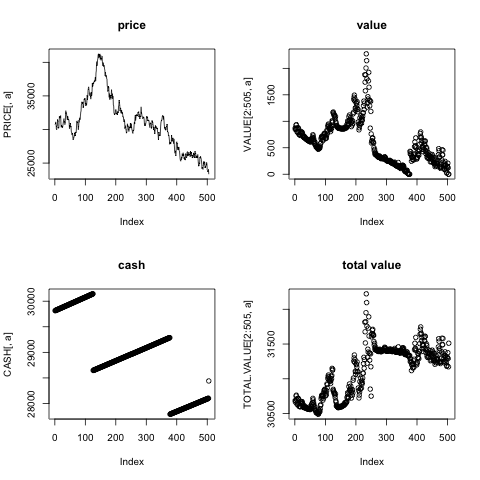 price
PRICE[, a]
25000
35000
0
100
200
300
400
500
Index
value
VALUE[2:505, a]
0
500
1500
0
100
200
300
400
500
Index
cash
CASH[, a]
28000
29000
30000
0
100
200
300
400
500
Index
total value
TOTAL.VALUE[2:505, a]
30500
31500
0
100
200
300
400
500
Index